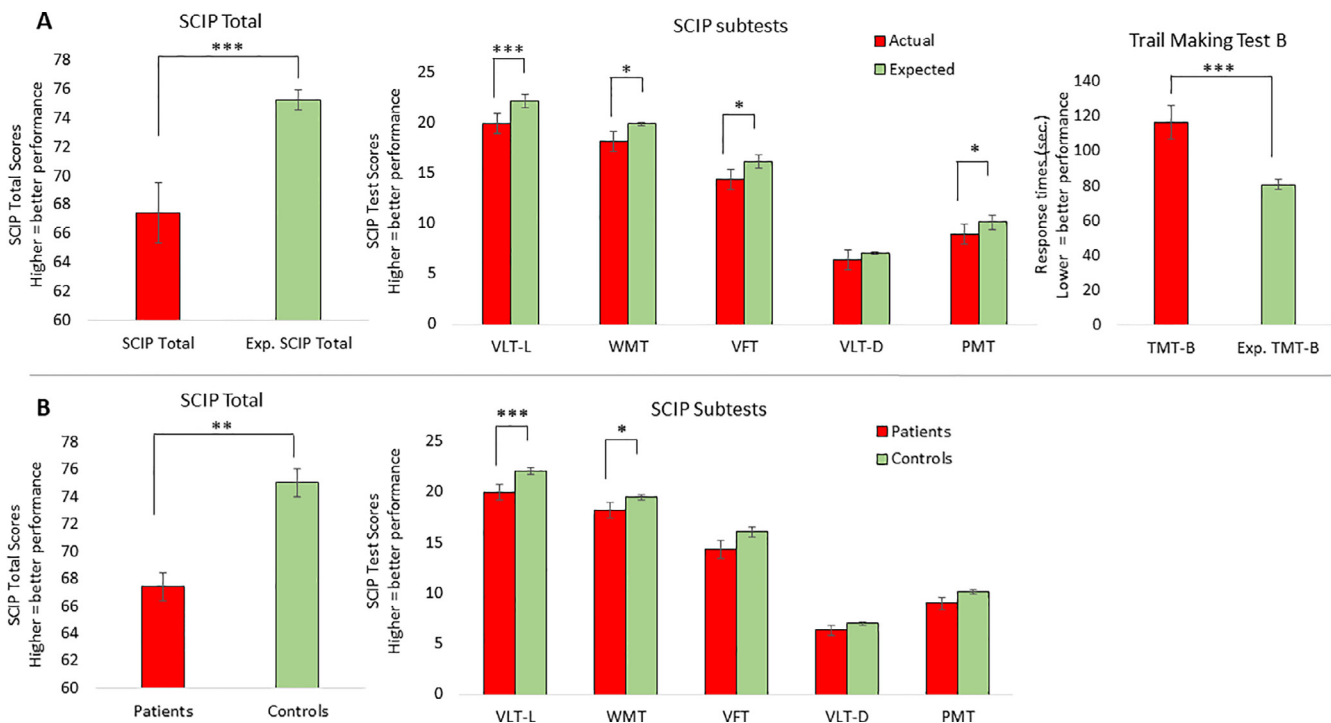 A
SCIP Total
***
SCIP Total Scores
Higher = better performance
78
76
74
72
70
68
66
64
62
60
SCIP Total
Exp. SCIP Total
SCIP subtests
Actual
Expected
SCIP Test Scores
Higher = better performance
25
20
15
10
5
0
***
*
*
*
VLT-L
WMT
VFT
VLT-D
PMT
Trail Making Test B
***
Response times (sec.)
Lower = better performance
140
120
100
80
60
40
20
0
TMT-B
Exp. TMT-B
B
SCIP Total
**
SCIP Total Scores
Higher = better performance
78
76
74
72
70
68
66
64
62
60
Patients
Controls
SCIP Subtests
Patients
Controls
SCIP Test Scores
Higher = better performance
25
20
15
10
5
0
***
*
VLT-L
WMT
VFT
VLT-D
PMT